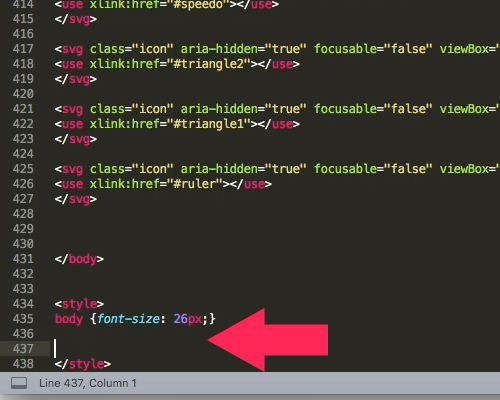 414 <use xlink:href="#speedo"></use>
415 </svg>
416
417 <svg class="icon" aria-hidden="true" focusable="false" viewBox="
418 <use xlink:href="#triangle2"></use>
419 </svg>
420
421 <svg class="icon" aria-hidden="true" focusable="false" viewBox="
422 <use xlink:href="#triangle1"></use>
423 </svg>
424
425 <svg class="icon" aria-hidden="true" focusable="false" viewBox="
426 <use xlink:href="#ruler"></use>
427 </svg>
428
429
430
431 </body>
432
433
434 <style>
435 body {font-size: 26px;}
436
437
438 </style>
Line 437, Column 1